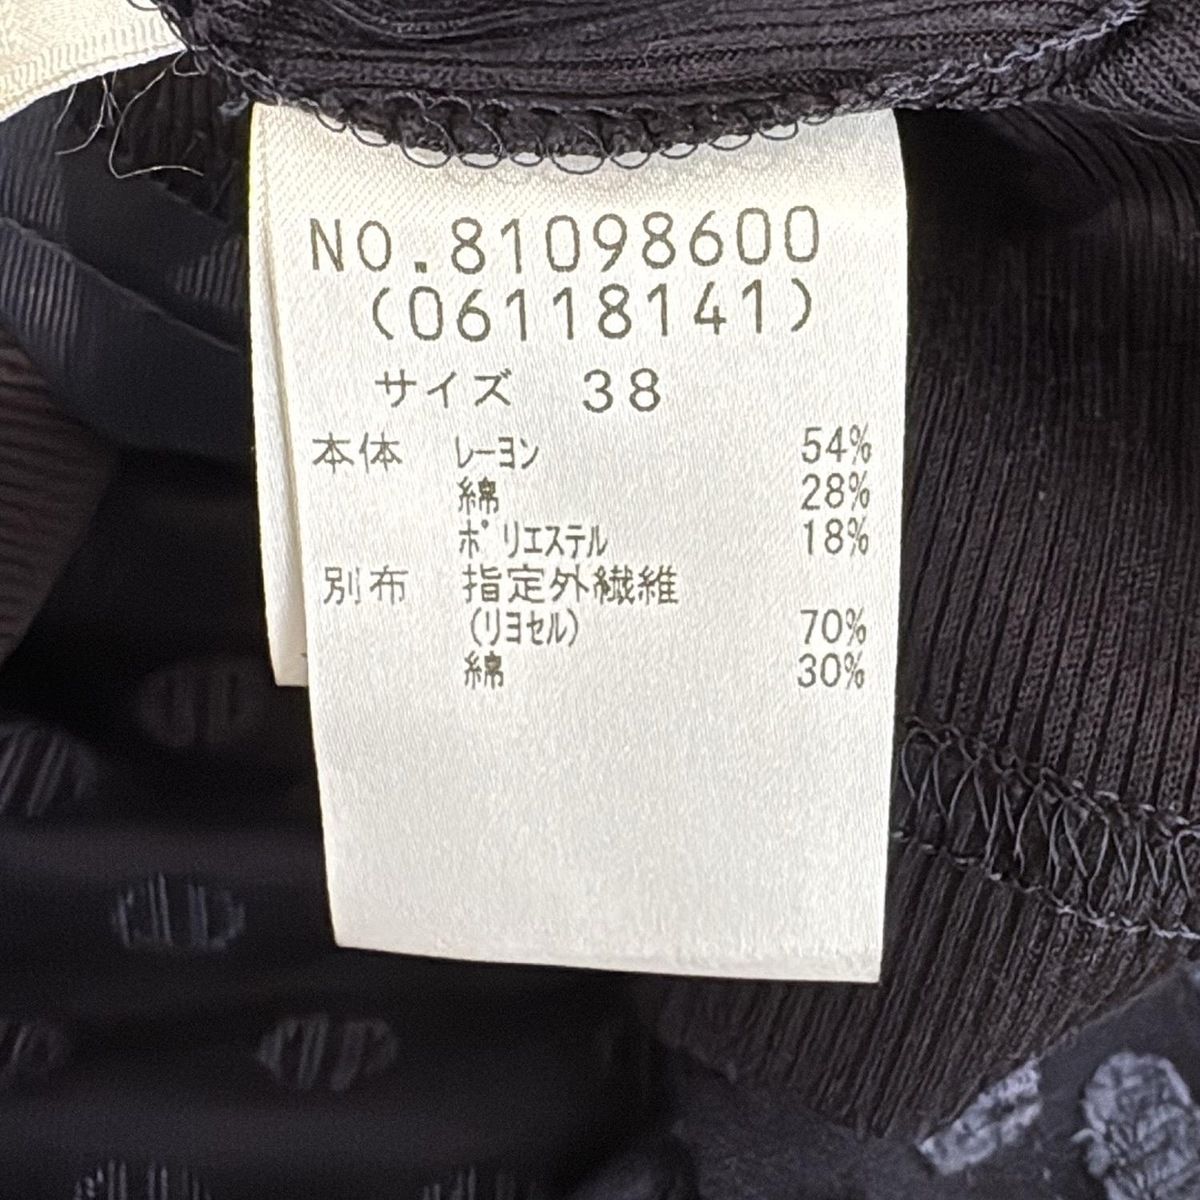 NO.81098600
(06118141)
サイズ 38
本体 レーヨン 54%
綿 28%
ポリエステル 18%
別布 指定外繊維
(リヨセル) 70%
綿 30%